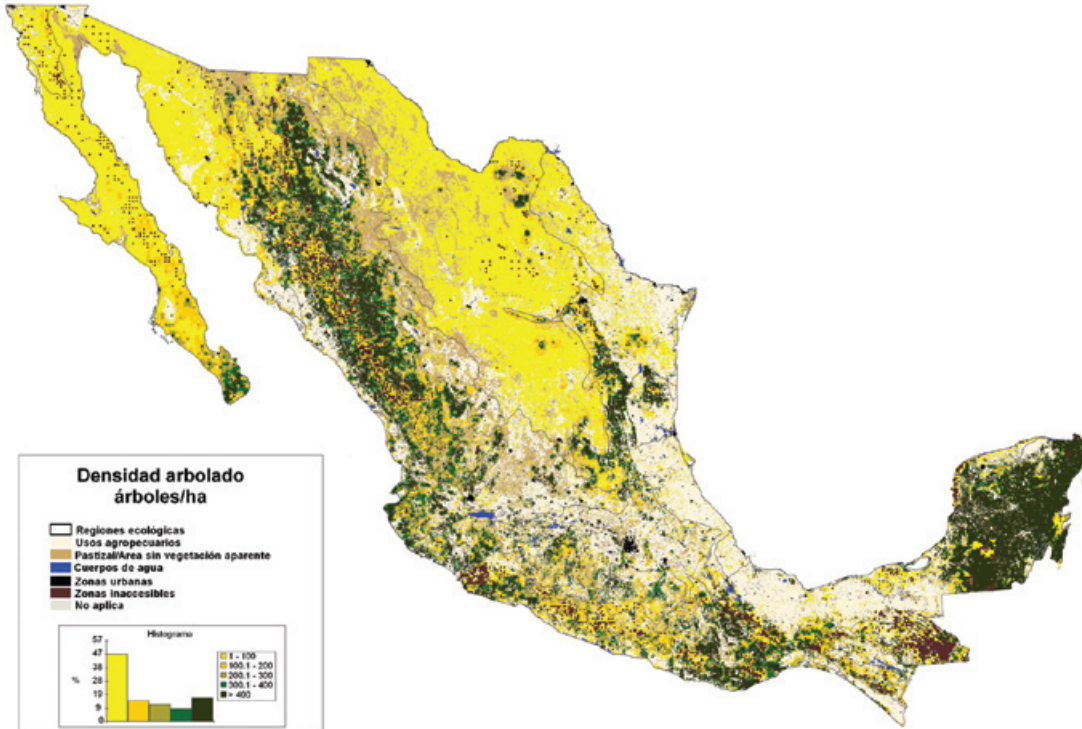 Densidad arbolado
árboles/ha
Regiones ecológicas
Usos agropecuarios
Pastizal/Area sin vegetación aparente
Cuerpos de agua
Zonas urbanas
Zonas inaccesibles
No aplica
Histograma
57
47
38
28
19
9
0
%
1 - 100
100,1 - 200
200,1 - 300
300,1 - 400
> 400